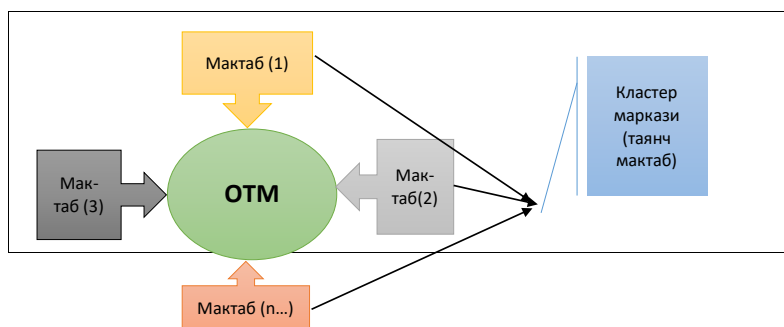 Мактаб (1)
Кластер
маркази
(таянч
мактаб)
Мак-
таб (3)
ОТМ
Мак-
таб(2)
Мактаб (n...)